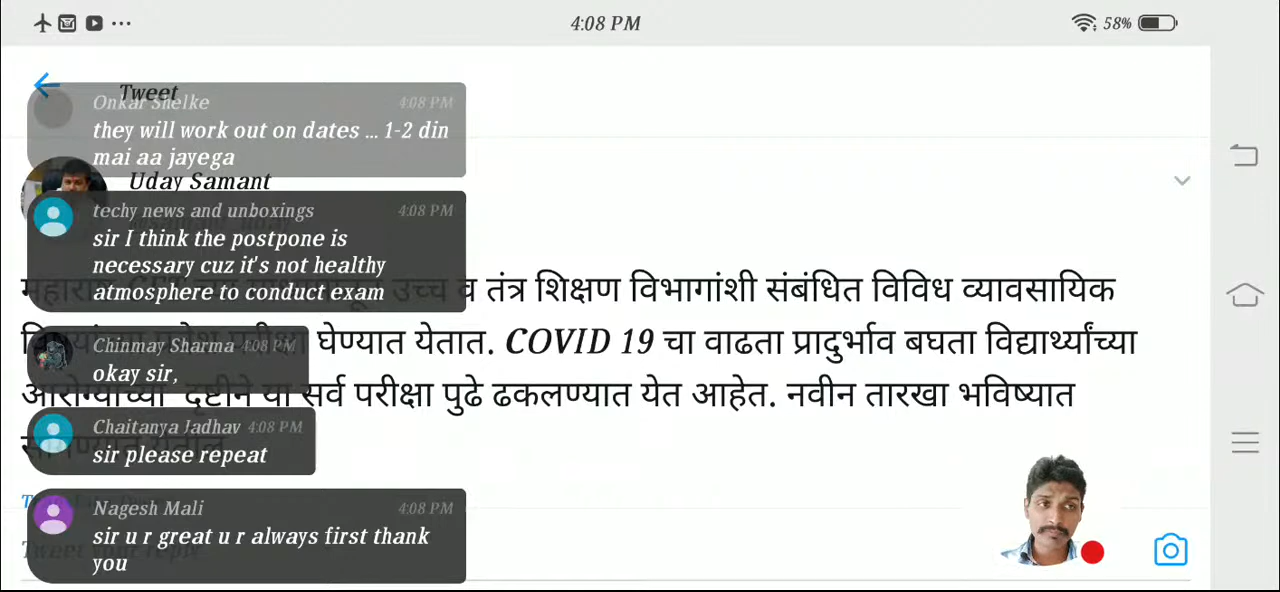 4:08 PM
58%
Tweet
Onkar Shelke 4:08 PM
they will work out on dates ... 1-2 din
mai aa jayega
Uday Samant
techy news and unboxings 4:08 PM
sir I think the postpone is
necessary cuz it's not healthy
atmosphere to conduct exam
उच्च व तंत्र शिक्षण विभागांशी संबंधित विविध व्यावसायिक
घेण्यात येतात. COVID 19 चा वाढता प्रादुर्भाव बघता विद्यार्थ्यांच्या
आरोग्याच्या दृष्टीने या सर्व परीक्षा पुढे ढकलण्यात येत आहेत. नवीन तारखा भविष्यात
Chinmay Sharma 4:08 PM
okay sir,
Chaitanya Jadhav 4:08 PM
sir please repeat
Nagesh Mali 4:08 PM
sir u r great u r always first thank
you
Tweet your reply